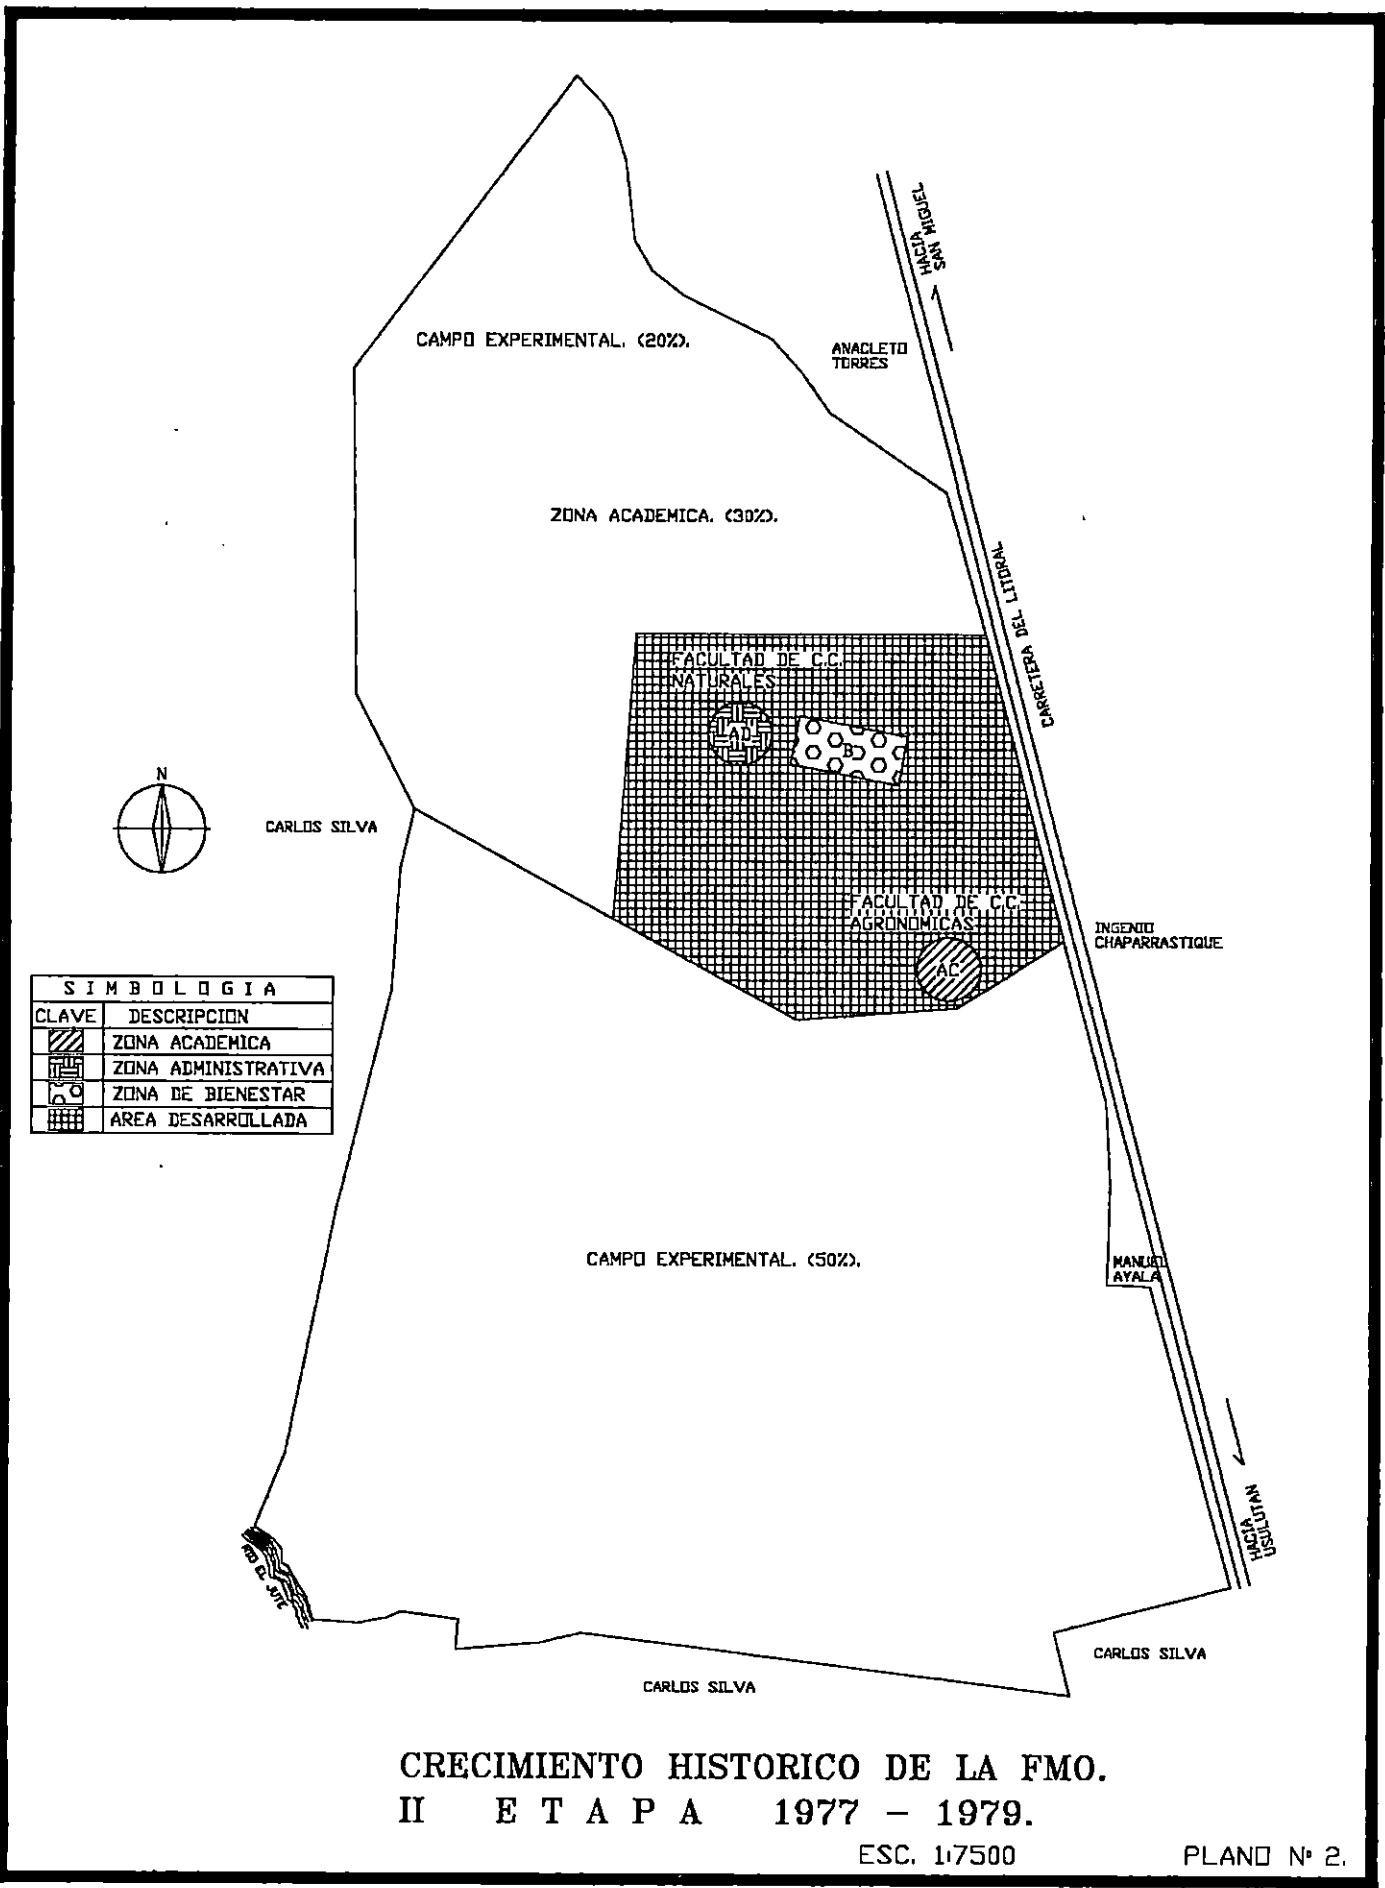 HACIA
SAN MIGUEL
CAMPO EXPERIMENTAL. (20%).
ANACLETO
TORRES
ZONA ACADEMICA. (30%).
CARRETERA DEL LITORAL
FACULTAD DE C.C.
NATURALES
AD
B
N
CARLOS SILVA
FACULTAD DE C.C.
AGRONOMICAS
AC
INGENIO
CHAPARRASTIQUE
SIMBOLOGIA
CLAVE DESCRIPCION
ZONA ACADEMICA
ZONA ADMINISTRATIVA
ZONA DE BIENESTAR
AREA DESARROLLADA
CAMPO EXPERIMENTAL. (50%).
MANUEL
AYALA
HACIA
USULUTAN
RIO EL JUTE
CARLOS SILVA
CARLOS SILVA
CRECIMIENTO HISTORICO DE LA FMO.
II ETAPA 1977 - 1979.
ESC. 1:7500
PLANO Nº 2.